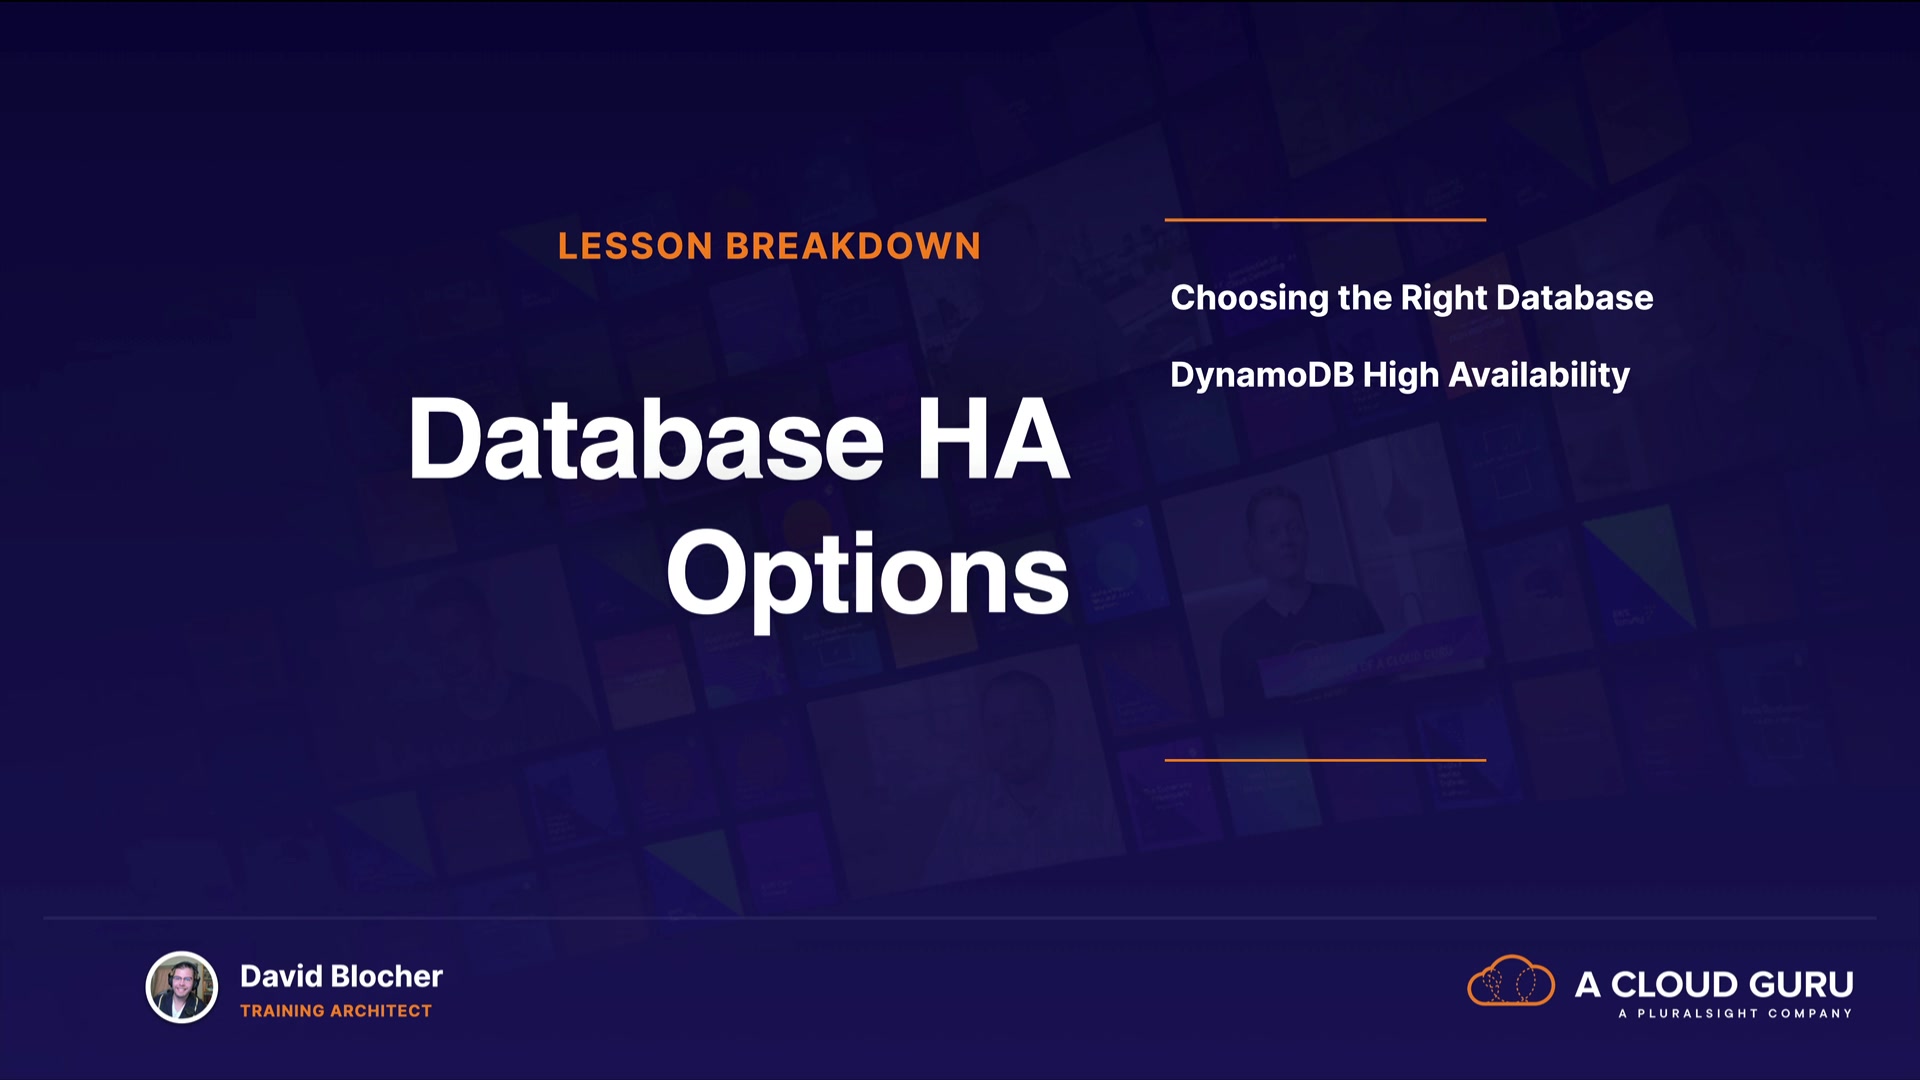 LESSON BREAKDOWN
Database HA
Options
Choosing the Right Database
DynamoDB High Availability
David Blocher
TRAINING ARCHITECT
A CLOUD GURU
A PLURALSIGHT COMPANY